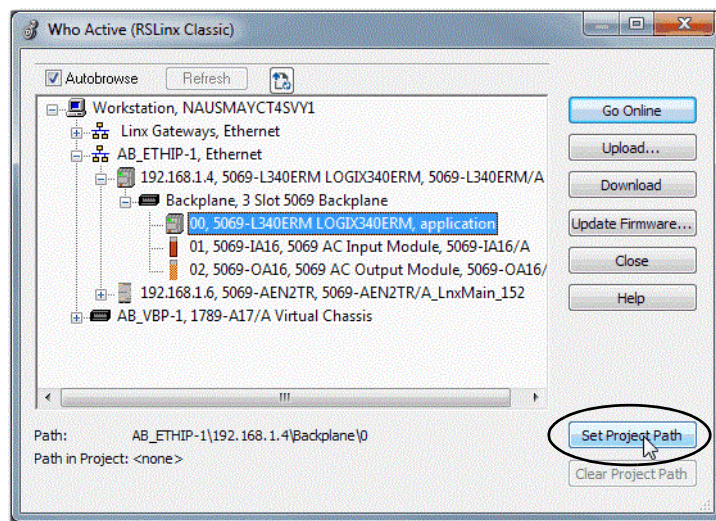 Who Active (RSLinx Classic)
Autobrowse Refresh
Workstation, NAUSMAYCT4SVY1
Linx Gateways, Ethernet
AB_ETHIP-1, Ethernet
192.168.1.4, 5069-L340ERM LOGIX340ERM, 5069-L340ERM/A
Backplane, 3 Slot 5069 Backplane
00, 5069-L340ERM LOGIX340ERM, application
01, 5069-IA16, 5069 AC Input Module, 5069-IA16/A
02, 5069-OA16, 5069 AC Output Module, 5069-OA16/
192.168.1.6, 5069-AEN2TR, 5069-AEN2TR/A_LnxMain_152
AB_VBP-1, 1789-A17/A Virtual Chassis
Go Online
Upload...
Download
Update Firmware...
Close
Help
Path: AB_ETHIP-1\192.168.1.4\Backplane\0
Path in Project: <none>
Set Project Path
Clear Project Path